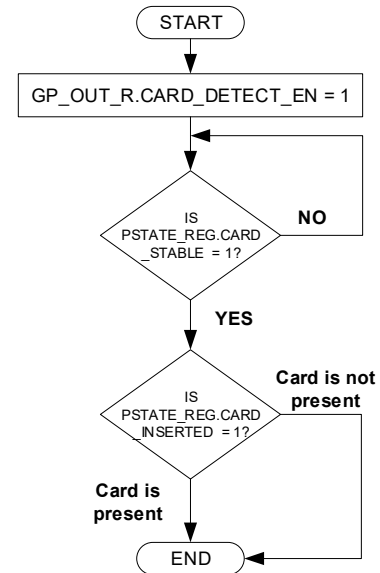 START
GP_OUT_R.CARD_DETECT_EN = 1
IS
PSTATE_REG.CARD
_STABLE = 1?
NO
YES
IS
PSTATE_REG.CARD
_INSERTED = 1?
Card is not
present
Card is
present
END